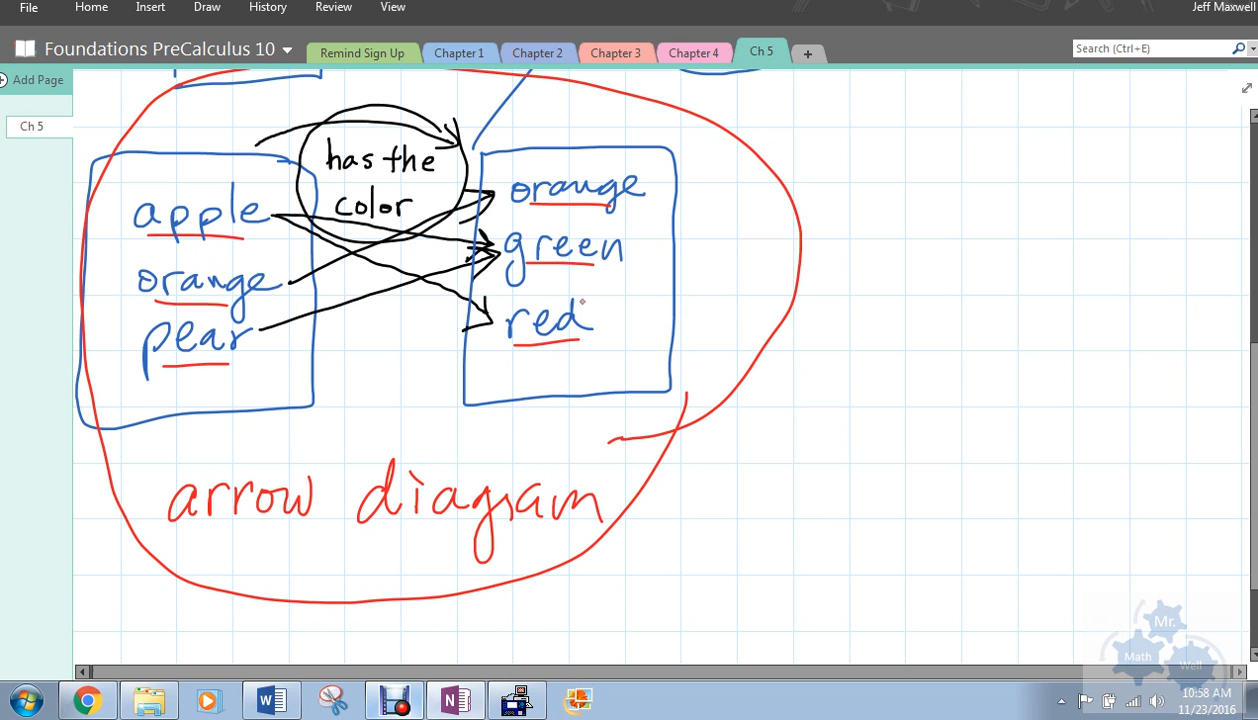 File Home Insert Draw History Review View Jeff Maxwell
Foundations PreCalculus 10 Remind Sign Up Chapter 1 Chapter 2 Chapter 3 Chapter 4 Ch 5 Search (Ctrl+E)
Add Page
Ch 5
has the
color
apple
orange
pear
orange
green
red
arrow diagram
Mr.
Math
Well
10:58 AM
11/23/2016